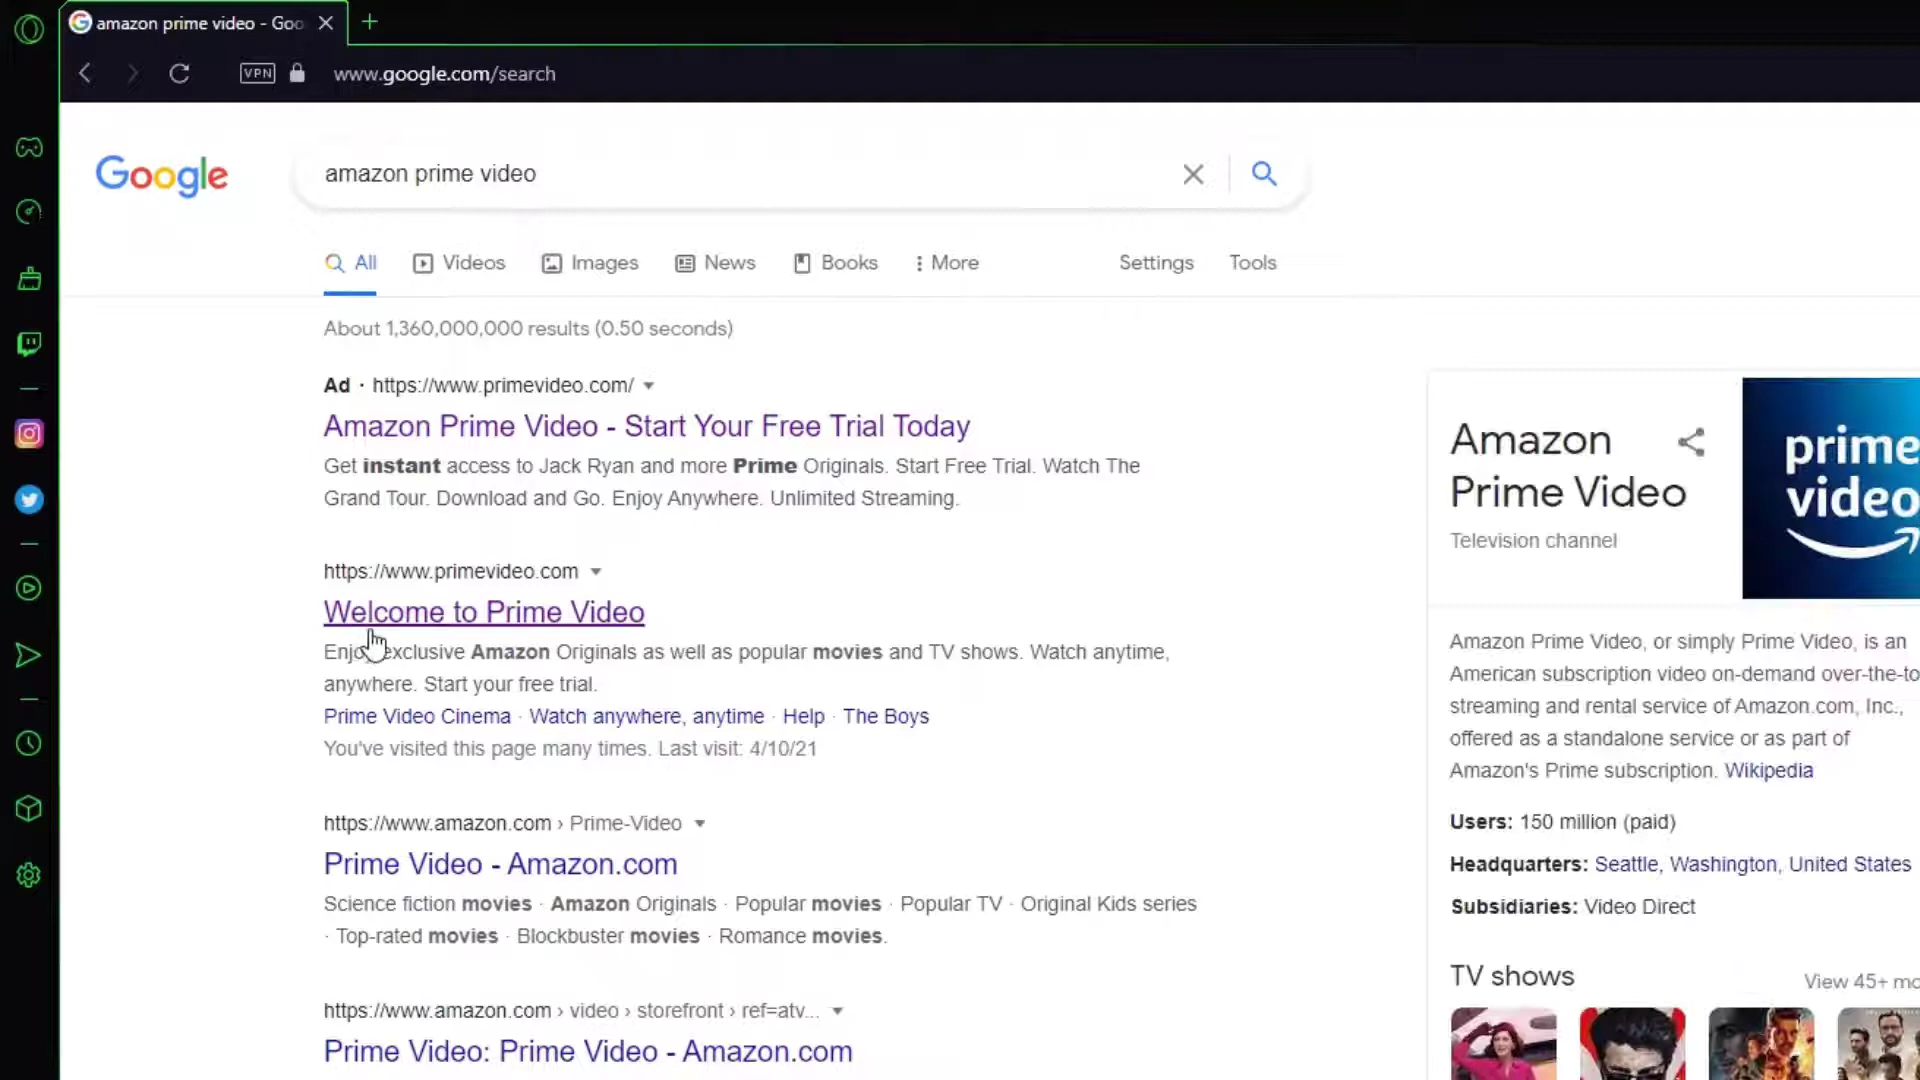 amazon prime video - Goo
VPN
www.google.com/search
Google
amazon prime video
All Videos Images News Books More Settings Tools
About 1,360,000,000 results (0.50 seconds)
Ad · https://www.primevideo.com/
Amazon Prime Video - Start Your Free Trial Today
Get instant access to Jack Ryan and more Prime Originals. Start Free Trial. Watch The
Grand Tour. Download and Go. Enjoy Anywhere. Unlimited Streaming.
https://www.primevideo.com
Welcome to Prime Video
Enjoy exclusive Amazon Originals as well as popular movies and TV shows. Watch anytime,
anywhere. Start your free trial.
Prime Video Cinema · Watch anywhere, anytime · Help · The Boys
You've visited this page many times. Last visit: 4/10/21
https://www.amazon.com › Prime-Video
Prime Video - Amazon.com
Science fiction movies · Amazon Originals · Popular movies · Popular TV · Original Kids series
· Top-rated movies · Blockbuster movies · Romance movies.
https://www.amazon.com › video › storefront › ref=atv...
Prime Video: Prime Video - Amazon.com
Amazon
Prime Video
Television channel
prime
video
Amazon Prime Video, or simply Prime Video, is an
American subscription video on-demand over-the-to
streaming and rental service of Amazon.com, Inc.,
offered as a standalone service or as part of
Amazon's Prime subscription. Wikipedia
Users: 150 million (paid)
Headquarters: Seattle, Washington, United States
Subsidiaries: Video Direct
TV shows
View 45+ mo